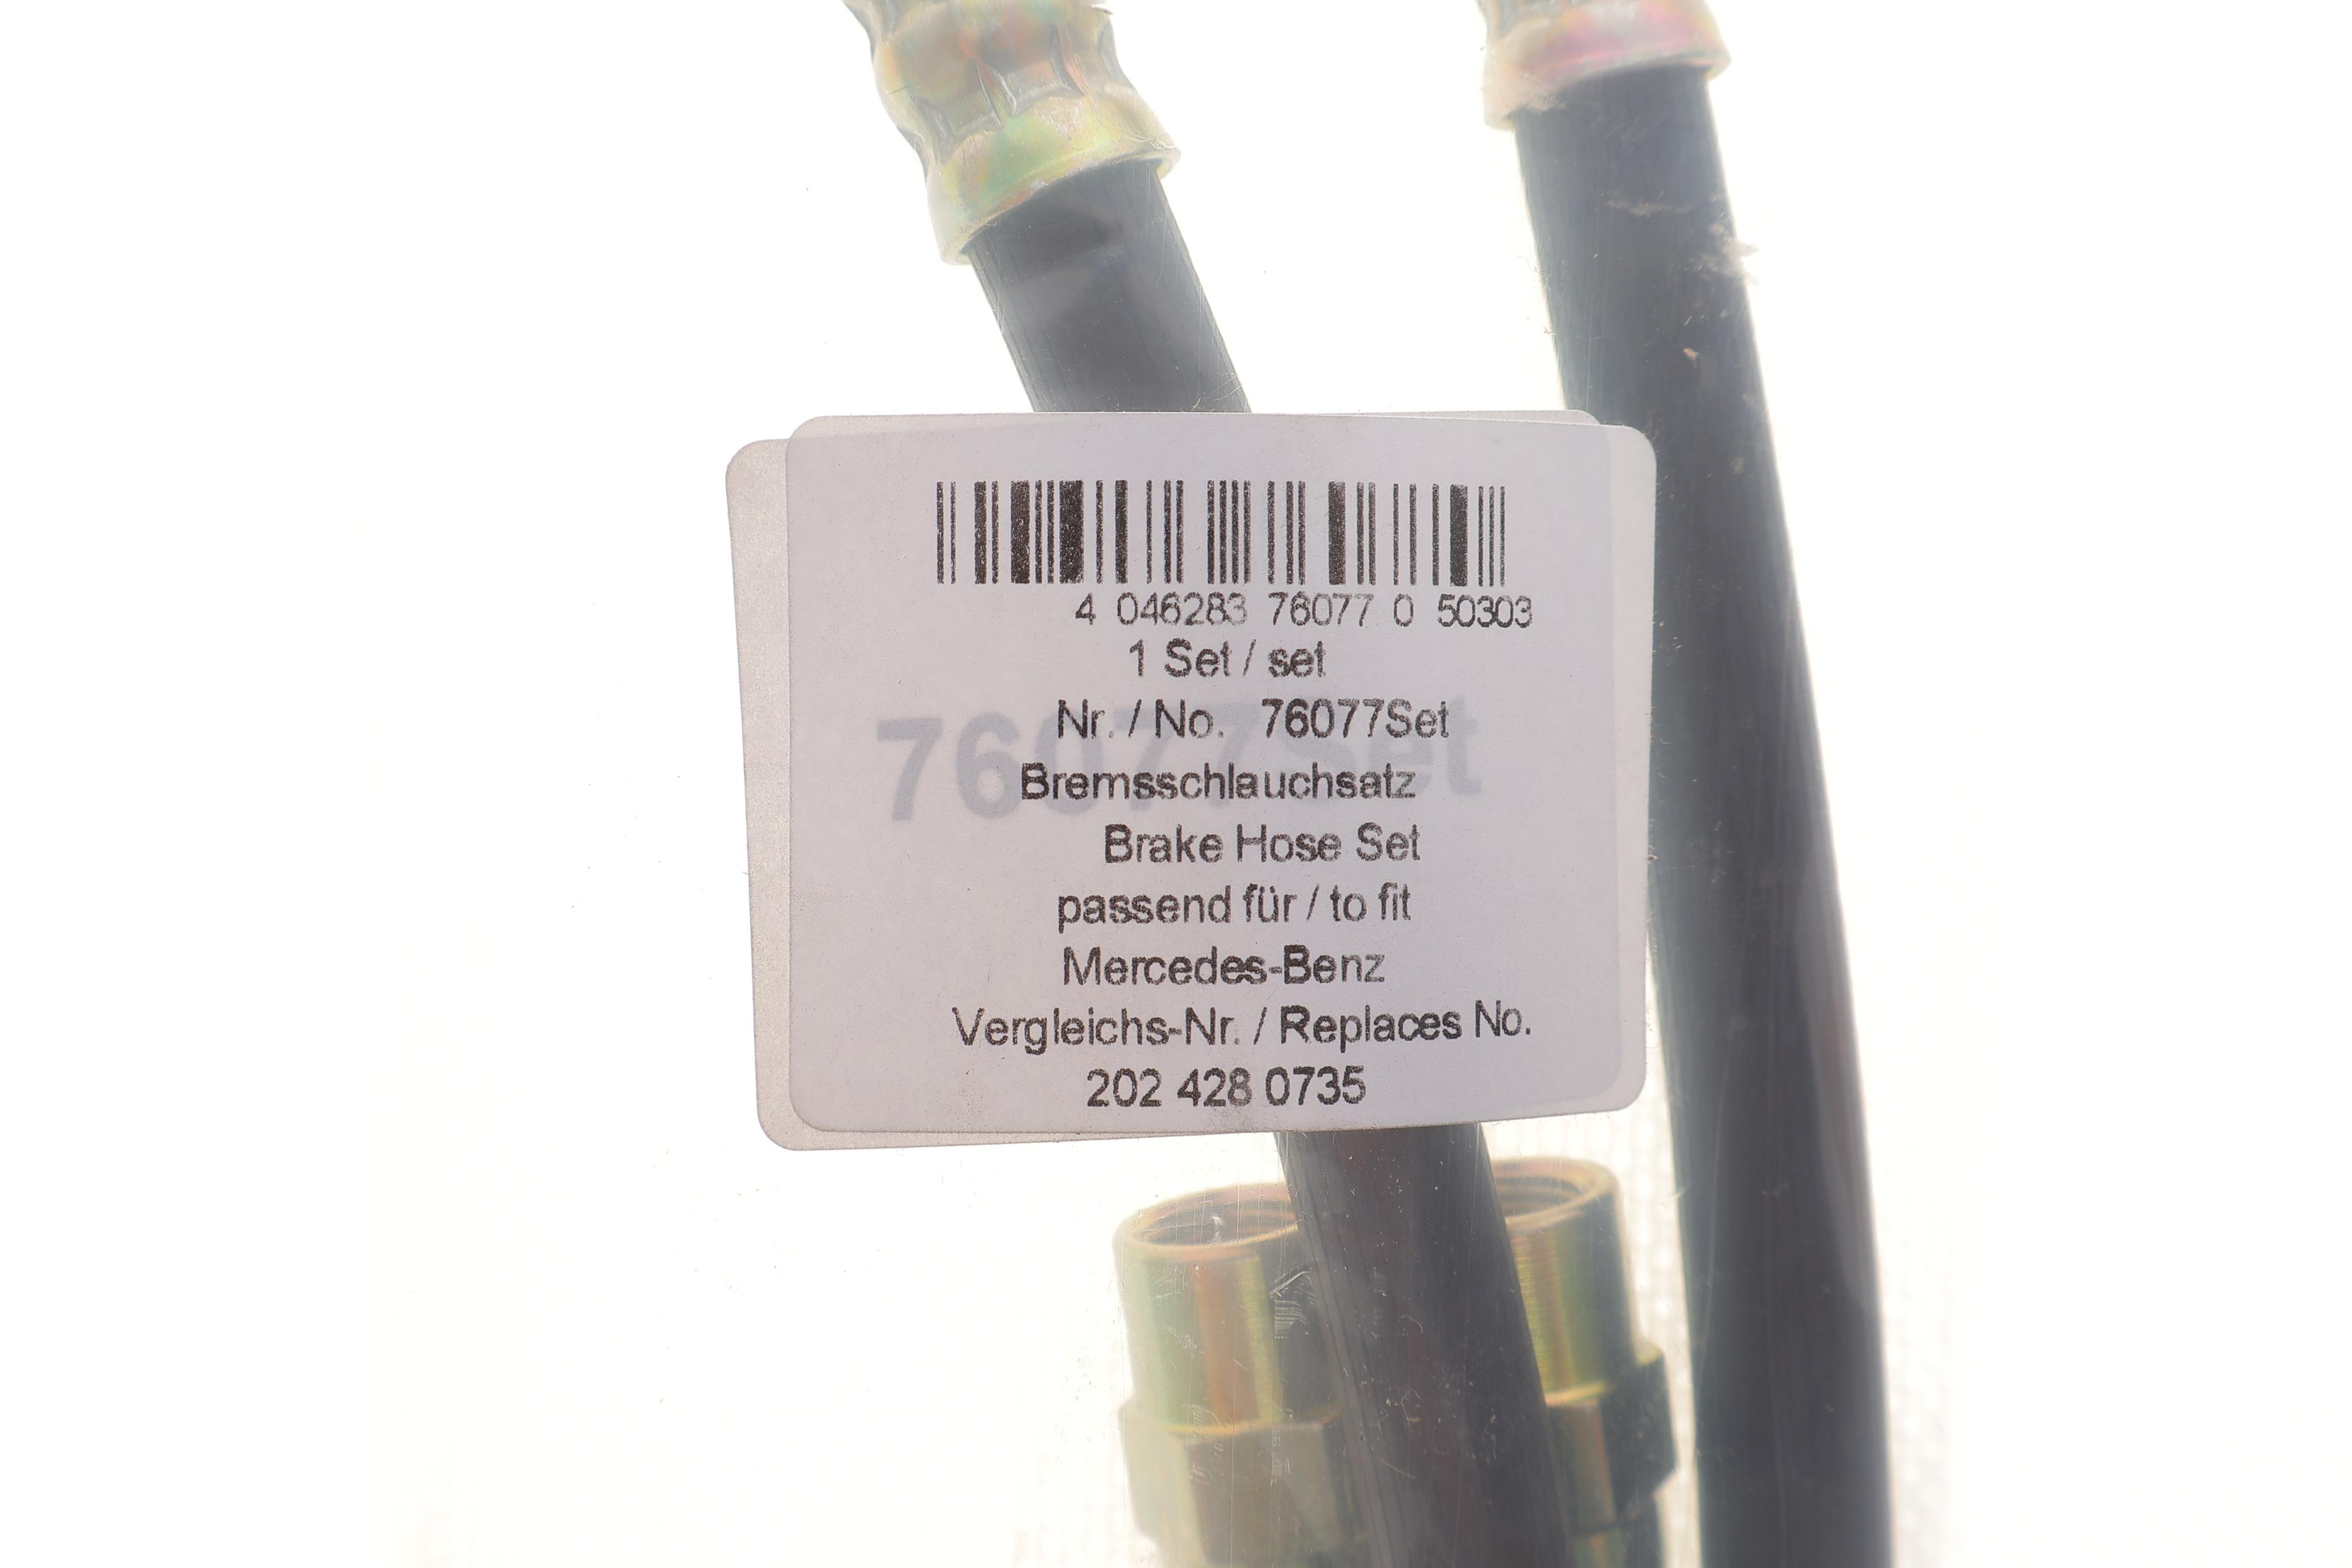 4 046283 76077 0 50303
1 Set / set
Nr. / No. 76077Set
76077Set
Bremsschlauchsatz
Brake Hose Set
passend für / to fit
Mercedes-Benz
Vergleichs-Nr. / Replaces No.
202 428 0735